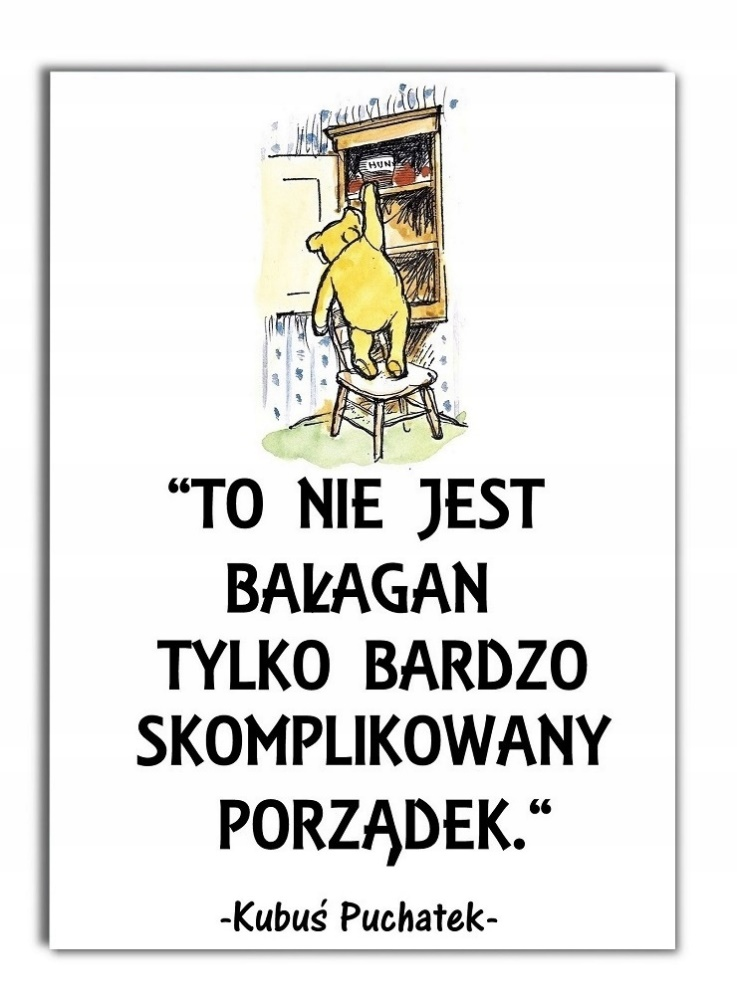 HUN
“TO NIE JEST
BAŁAGAN
TYLKO BARDZO
SKOMPLIKOWANY
PORZĄDEK.“
-Kubuś Puchatek-